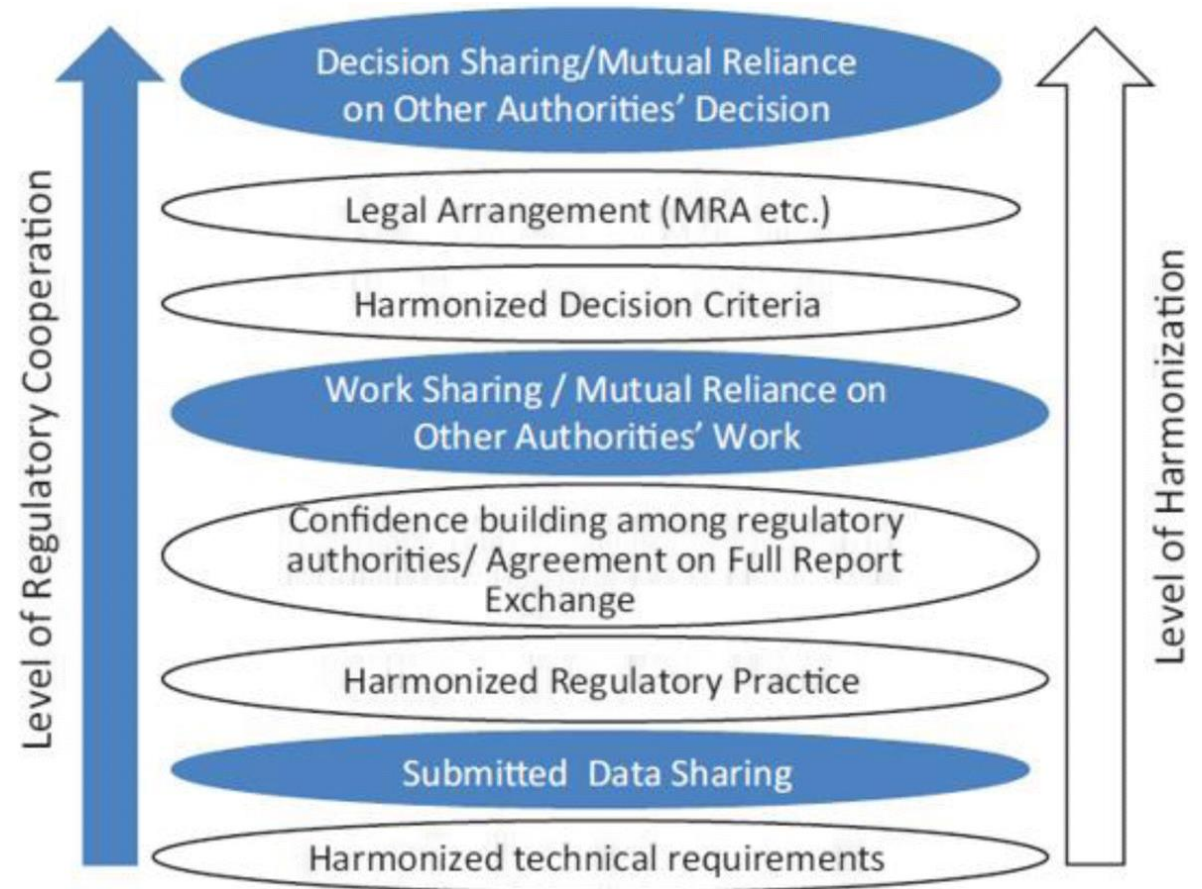 Decision Sharing/Mutual Reliance
on Other Authorities' Decision
Legal Arrangement (MRA etc.)
Harmonized Decision Criteria
Work Sharing / Mutual Reliance on
Other Authorities' Work
Confidence building among regulatory
authorities/ Agreement on Full Report
Exchange
Harmonized Regulatory Practice
Submitted Data Sharing
Harmonized technical requirements
Level of Regulatory Cooperation
Level of Harmonization